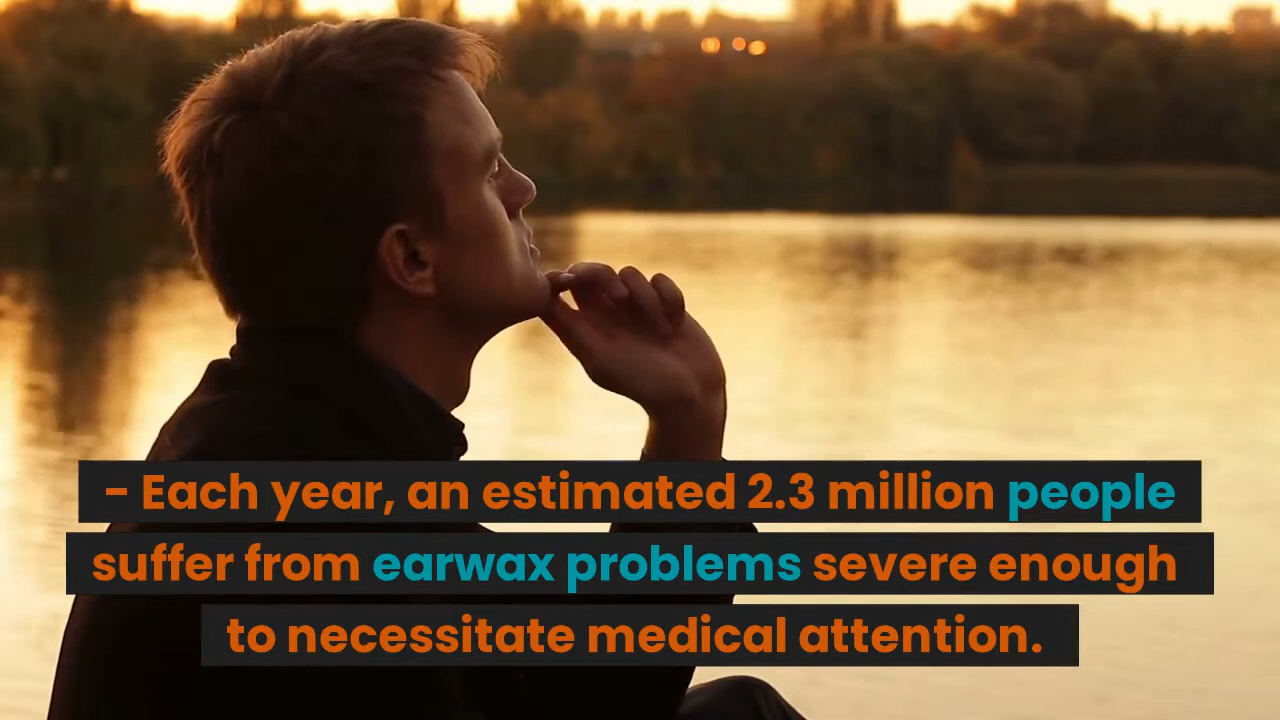 - Each year, an estimated 2.3 million people
suffer from earwax problems severe enough
to necessitate medical attention.